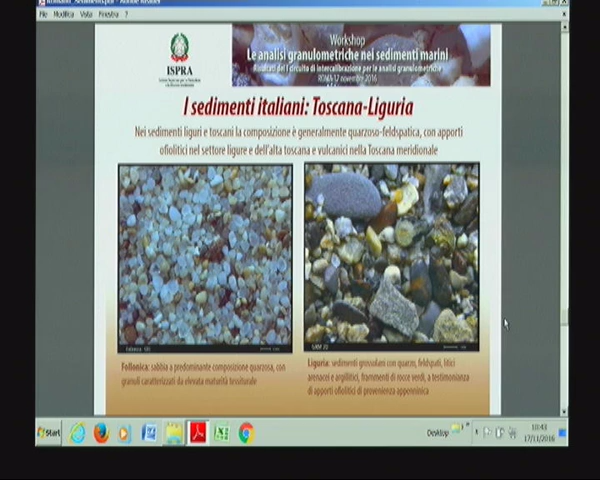 File Modifica Vista Finestra ?
Workshop
Le analisi granulometriche nei sedimenti marini
Risultati del I circuito di intercalibrazione per le analisi granulometriche
ROMA 17 novembre 2016
ISPRA
I sedimenti italiani: Toscana-Liguria
Nei sedimenti liguri e toscani la composizione è generalmente quarzoso-feldspatica, con apporti
ofiolitici nel settore ligure e dell'alta toscana e vulcanici nella Toscana meridionale
Follonica: sabbia a predominante composizione quarzosa, con
granuli caratterizzati da elevata maturità tessiturale
Liguria: sedimenti grossolani con quarzo, feldspati, litici
arenacei e argillitici, frammenti di rocce verdi, a testimonianza
di apporti ofiolitici di provenienza appenninica
Start
Desktop
10:43
17/11/2016